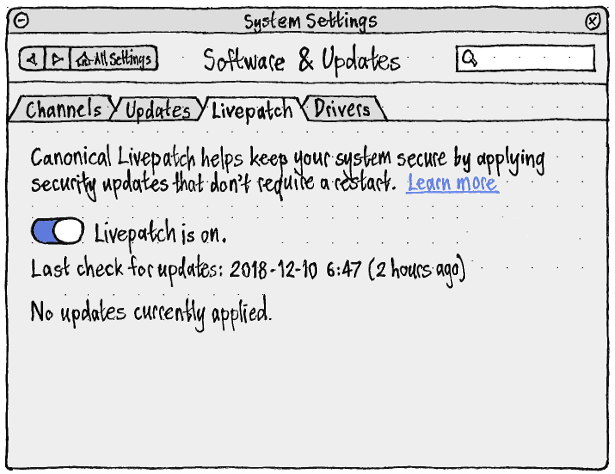 System Settings
All Settings
Software & Updates
Channels
Updates
Livepatch
Drivers
Canonical Livepatch helps keep your system secure by applying
security updates that don't require a restart. Learn more
Livepatch is on.
Last check for updates: 2018-12-10 6:47 (2 hours ago)
No updates currently applied.